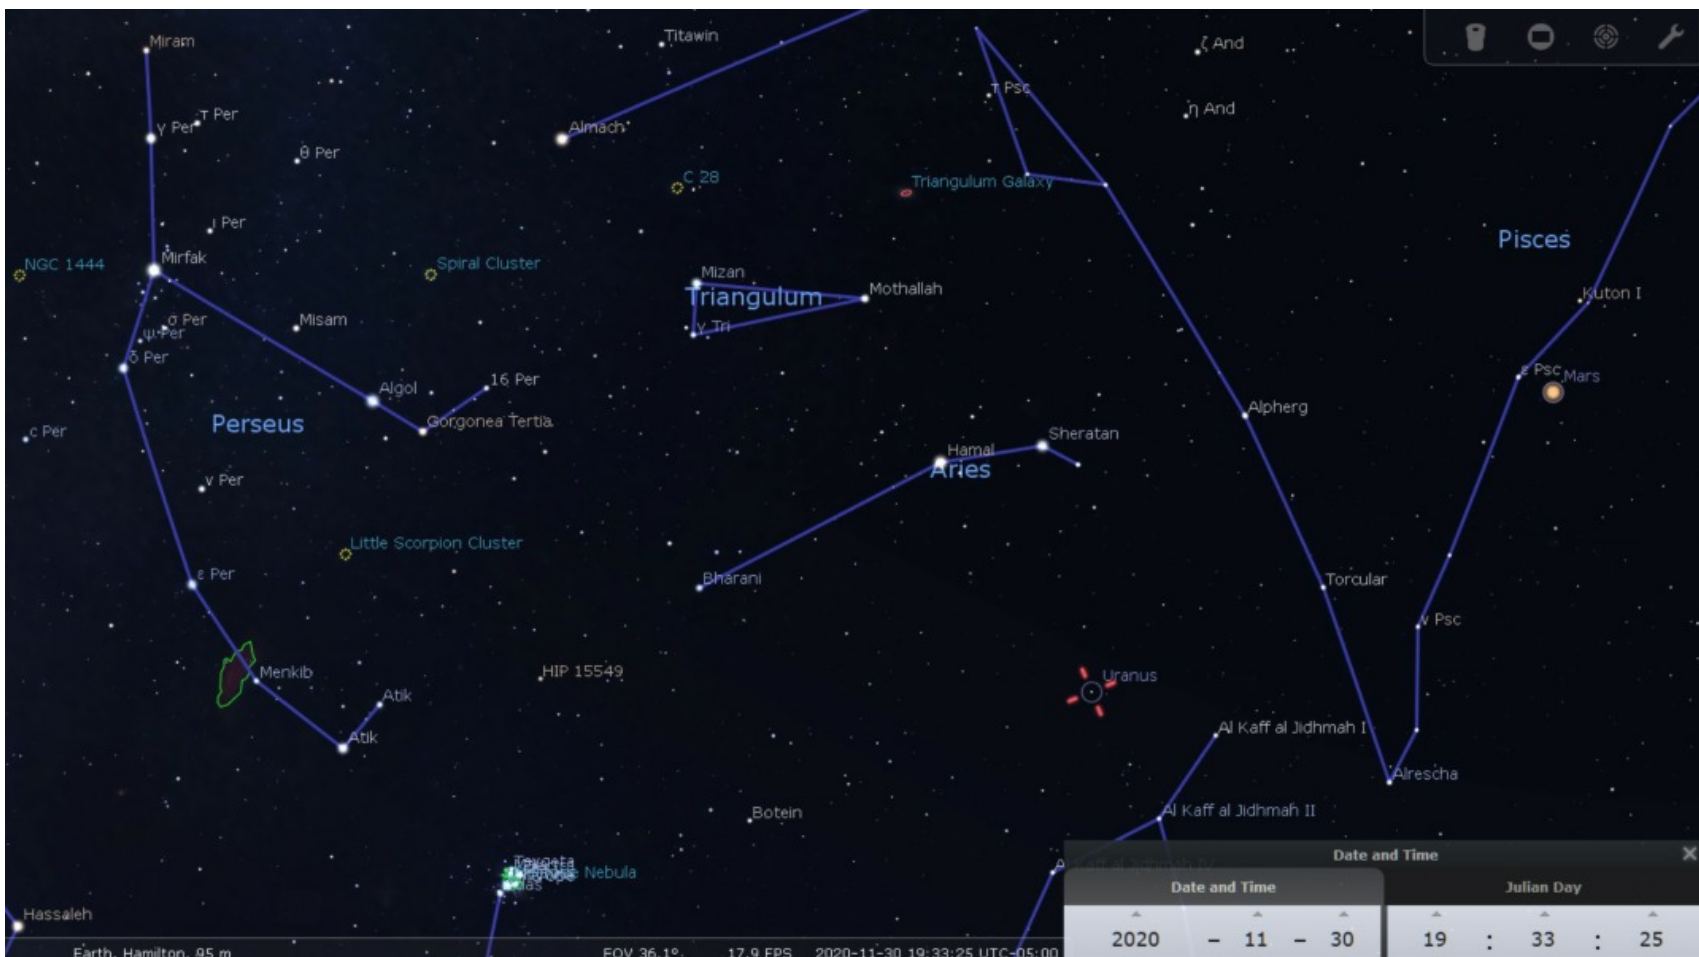 Miram
Titawin
ζ And
τ Per
γ Per
θ Per
Almach
τ Psc
η And
C 28
Triangulum Galaxy
ι Per
Pisces
NGC 1444
Mirfak
Spiral Cluster
Mizan
Mothallah
Triangulum
Kuton I
σ Per
Misam
γ Tri
ψ Per
δ Per
ε Psc
Mars
Algol
16 Per
Alpherg
Perseus
Gorgonea Tertia
c Per
Sheratan
Hamal
Aries
ν Per
Little Scorpion Cluster
ε Per
Bharani
Torcular
ν Psc
Menkib
HIP 15549
Uranus
Atik
Al Kaff al Jidhmah I
Atik
Alrescha
Botein
Al Kaff al Jidhmah II
Date and Time
Taygeta
Nebula
Date and Time
Julian Day
Hassaleh
2020 - 11 - 30
19 : 33 : 25
Earth, Hamilton, 95 m
FOV 36.1°
17.9 FPS
2020-11-30 19:33:25 UTC-05:00